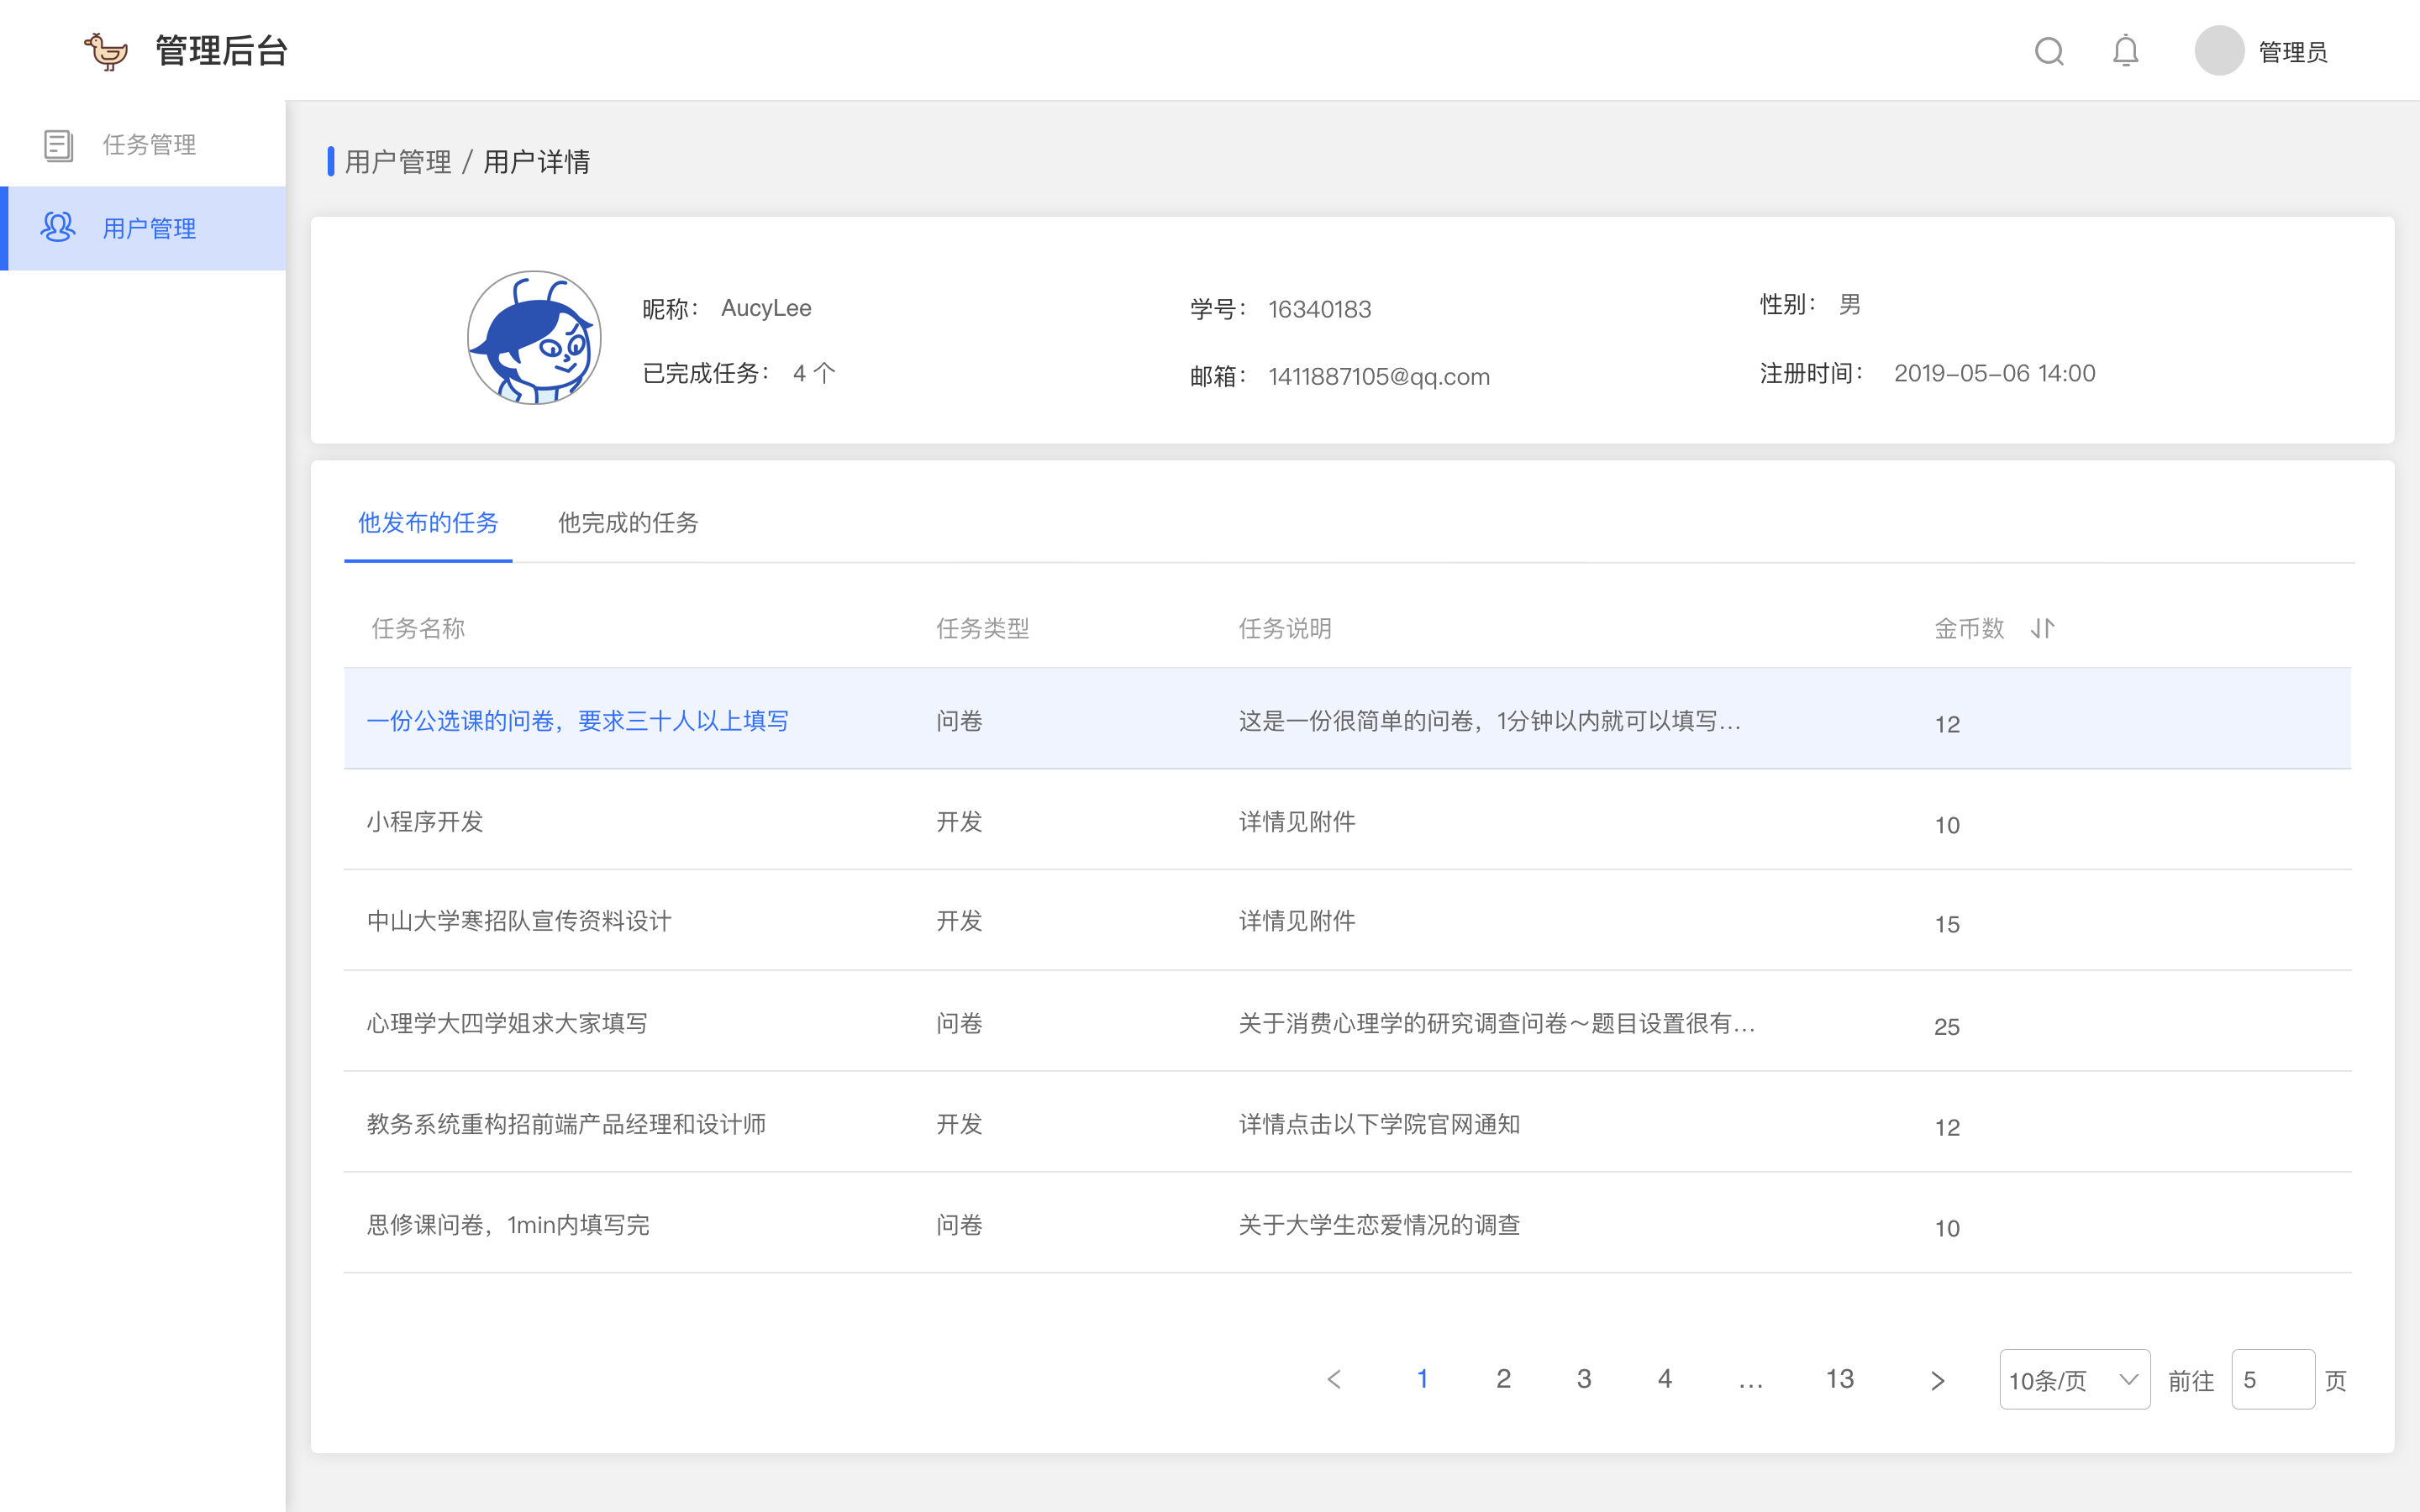 管理后台
管理员
任务管理
用户管理
用户管理 / 用户详情
昵称： AucyLee
学号： 16340183
性别： 男
已完成任务： 4 个
邮箱： 1411887105@qq.com
注册时间： 2019-05-06 14:00
他发布的任务 他完成的任务
任务名称 任务类型 任务说明 金币数
一份公选课的问卷，要求三十人以上填写 问卷 这是一份很简单的问卷，1分钟以内就可以填写... 12
小程序开发 开发 详情见附件 10
中山大学寒招队宣传资料设计 开发 详情见附件 15
心理学大四学姐求大家填写 问卷 关于消费心理学的研究调查问卷～题目设置很有... 25
教务系统重构招前端产品经理和设计师 开发 详情点击以下学院官网通知 12
思修课问卷，1min内填写完 问卷 关于大学生恋爱情况的调查 10
< 1 2 3 4 ... 13 > 10条/页 前往 5 页